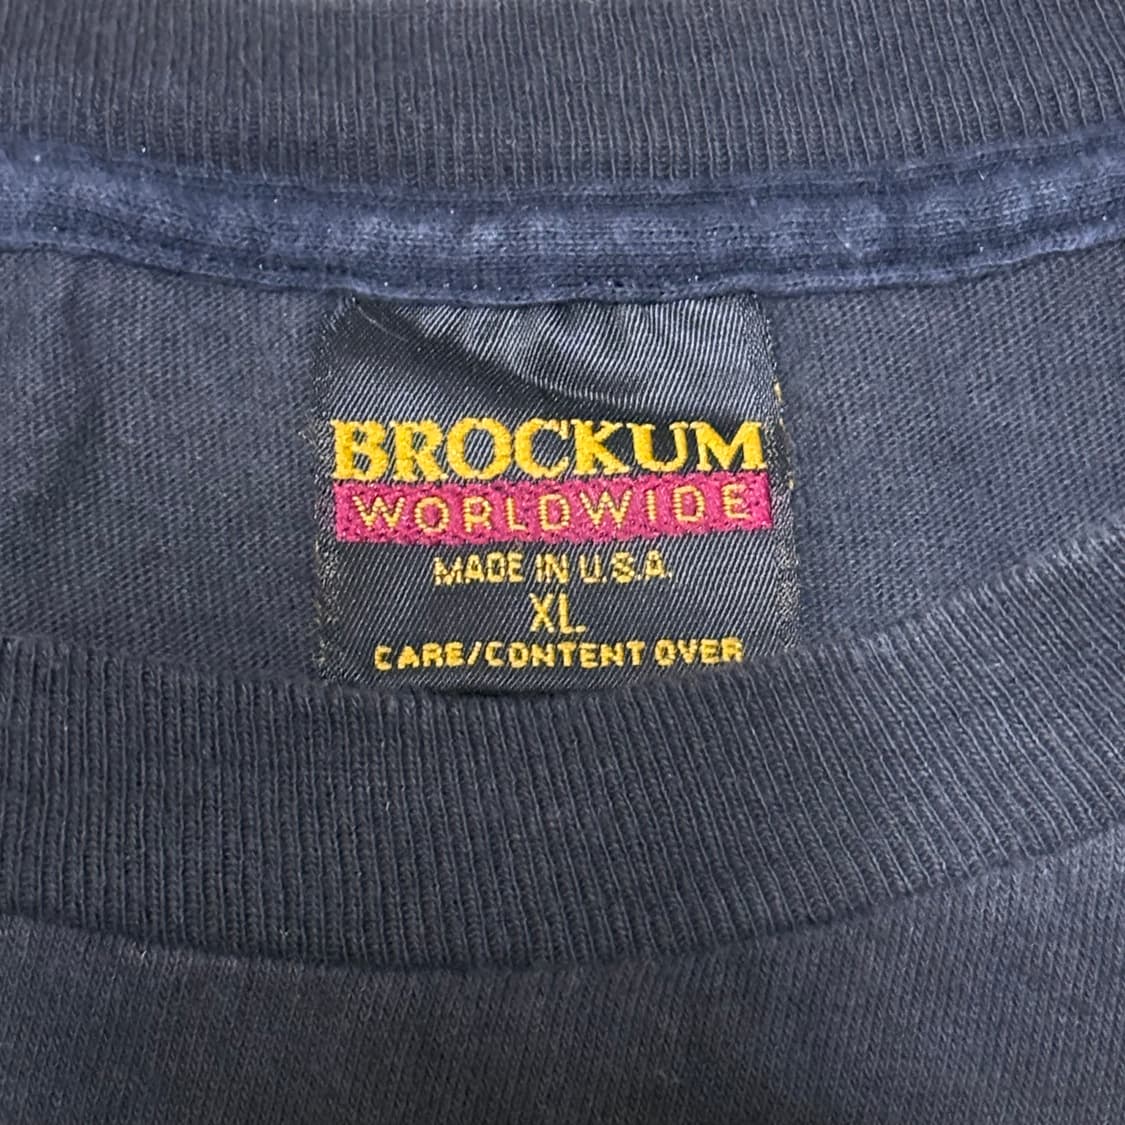 BROCKUM
WORLDWIDE
MADE IN U.S.A.
XL
CARE/CONTENT OVER